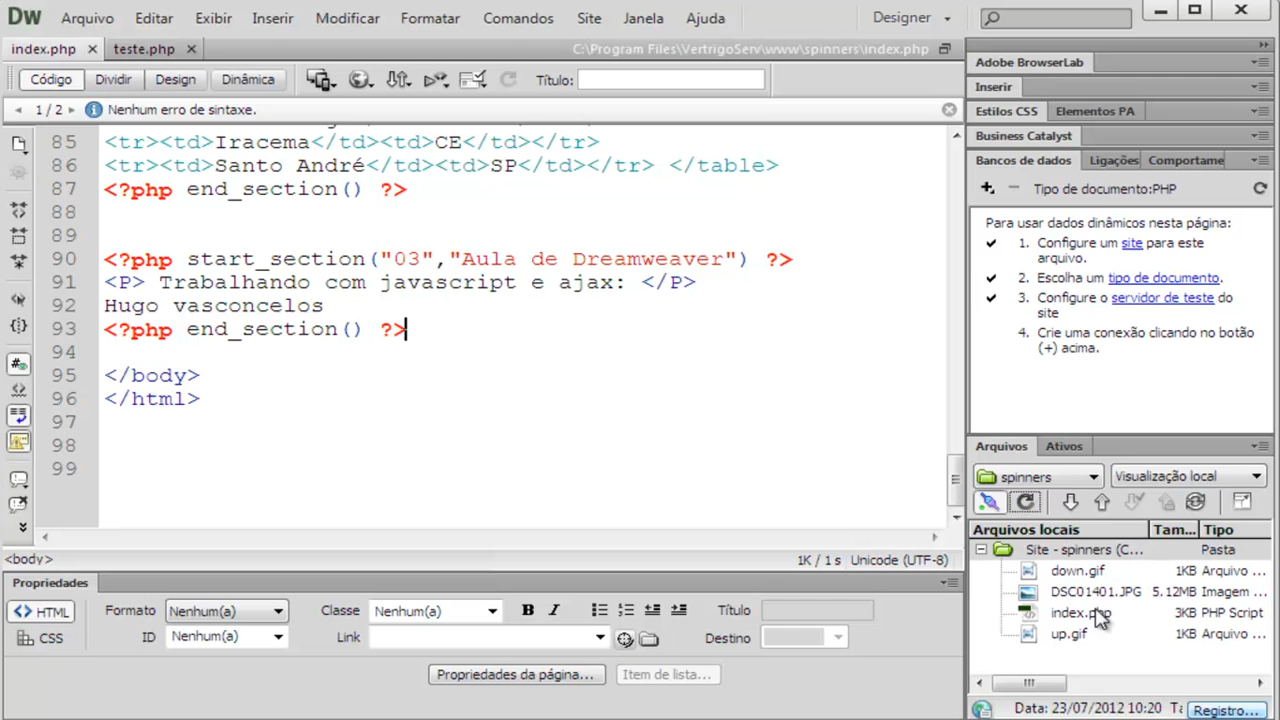 Dw Arquivo Editar Exibir Inserir Modificar Formatar Comandos Site Janela Ajuda Designer
index.php teste.php C:\Program Files\VertrigoServ\www\spinners\index.php
Código Dividir Design Dinâmica Título:
1 / 2 Nenhum erro de sintaxe.
85 <tr><td>Iracema</td><td>CE</td></tr>
86 <tr><td>Santo André</td><td>SP</td></tr> </table>
87 <?php end_section() ?>
88
89
90 <?php start_section("03","Aula de Dreamweaver") ?>
91 <P> Trabalhando com javascript e ajax: </P>
92 Hugo vasconcelos
93 <?php end_section() ?>
94
95 </body>
96 </html>
97
98
99
<body> 1K / 1 s Unicode (UTF-8)
Propriedades
HTML Formato Nenhum(a) Classe Nenhum(a) B I Título
CSS ID Nenhum(a) Link Destino
Propriedades da página... Item de lista...
Adobe BrowserLab
Inserir
Estilos CSS Elementos PA
Business Catalyst
Bancos de dados Ligações Comportame
Tipo de documento:PHP
Para usar dados dinâmicos nesta página:
1. Configure um site para este
arquivo.
2. Escolha um tipo de documento.
3. Configure o servidor de teste do
site
4. Crie uma conexão clicando no botão
(+) acima.
Arquivos Ativos
spinners Visualização local
Arquivos locais Tam... Tipo
Site - spinners (C... Pasta
down.gif 1KB Arquivo ...
DSC01401.JPG 5.12MB Imagem ...
index.php 3KB PHP Script
up.gif 1KB Arquivo ...
Data: 23/07/2012 10:20 Registro...